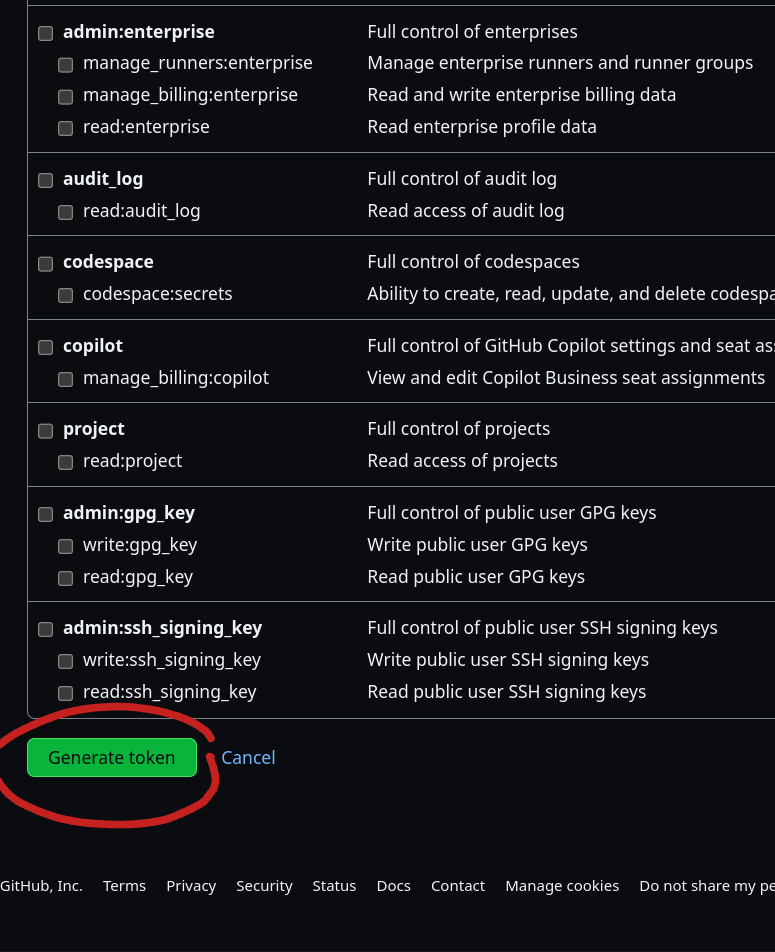 admin:enterprise Full control of enterprises
manage_runners:enterprise Manage enterprise runners and runner groups
manage_billing:enterprise Read and write enterprise billing data
read:enterprise Read enterprise profile data
audit_log Full control of audit log
read:audit_log Read access of audit log
codespace Full control of codespaces
codespace:secrets Ability to create, read, update, and delete codespa
copilot Full control of GitHub Copilot settings and seat as
manage_billing:copilot View and edit Copilot Business seat assignments
project Full control of projects
read:project Read access of projects
admin:gpg_key Full control of public user GPG keys
write:gpg_key Write public user GPG keys
read:gpg_key Read public user GPG keys
admin:ssh_signing_key Full control of public user SSH signing keys
write:ssh_signing_key Write public user SSH signing keys
read:ssh_signing_key Read public user SSH signing keys
Generate token Cancel
GitHub, Inc. Terms Privacy Security Status Docs Contact Manage cookies Do not share my pe